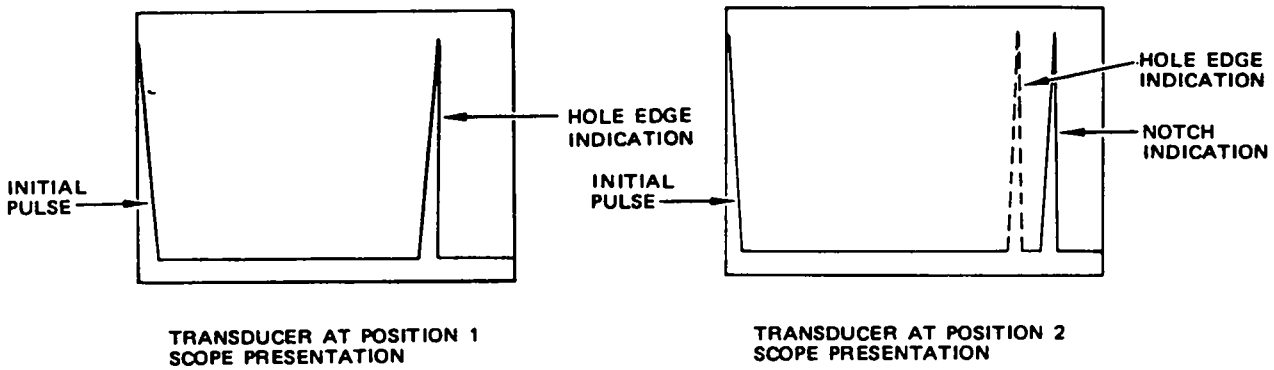 HOLE EDGE
INDICATION
INITIAL
PULSE
TRANSDUCER AT POSITION 1
SCOPE PRESENTATION
HOLE EDGE
INDICATION
NOTCH
INDICATION
INITIAL
PULSE
TRANSDUCER AT POSITION 2
SCOPE PRESENTATION